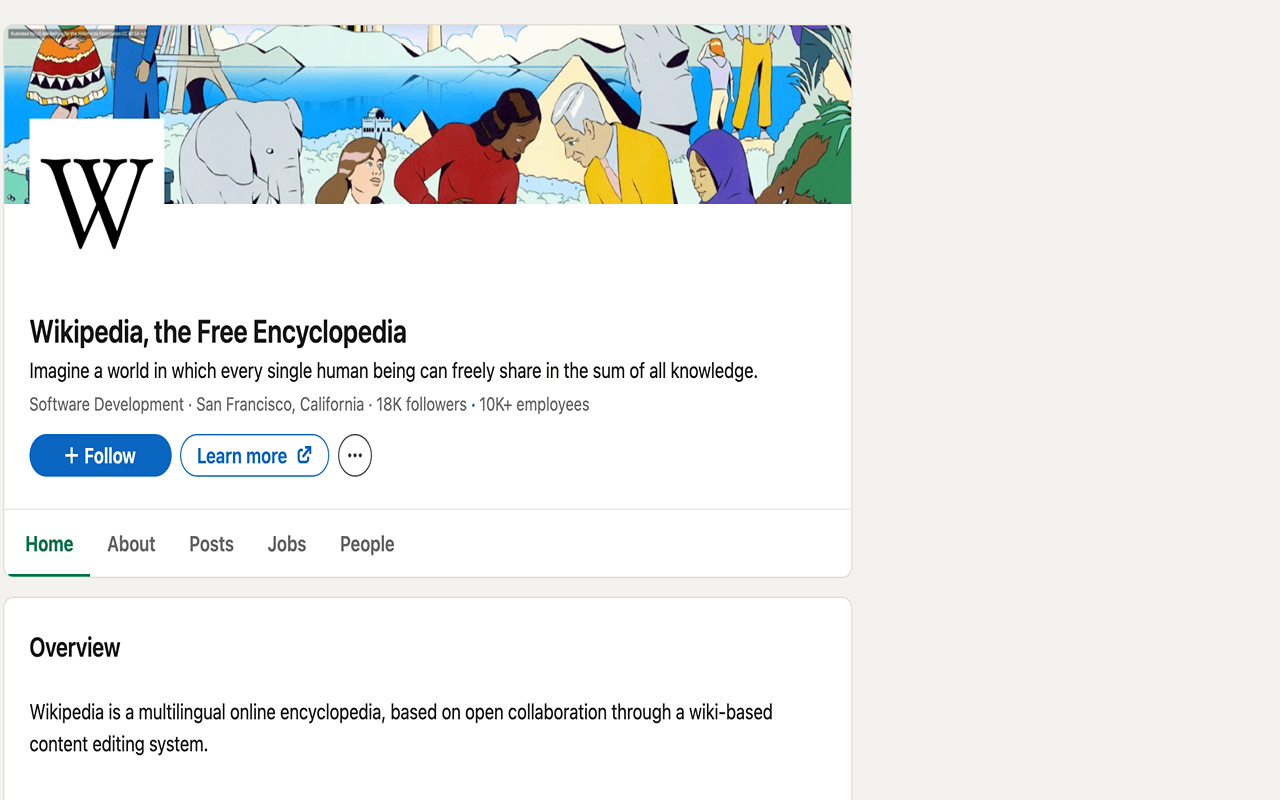 W
Wikipedia, the Free Encyclopedia
Imagine a world in which every single human being can freely share in the sum of all knowledge.
Software Development · San Francisco, California · 18K followers · 10K+ employees
+ Follow
Learn more
Home About Posts Jobs People
Overview
Wikipedia is a multilingual online encyclopedia, based on open collaboration through a wiki-based
content editing system.